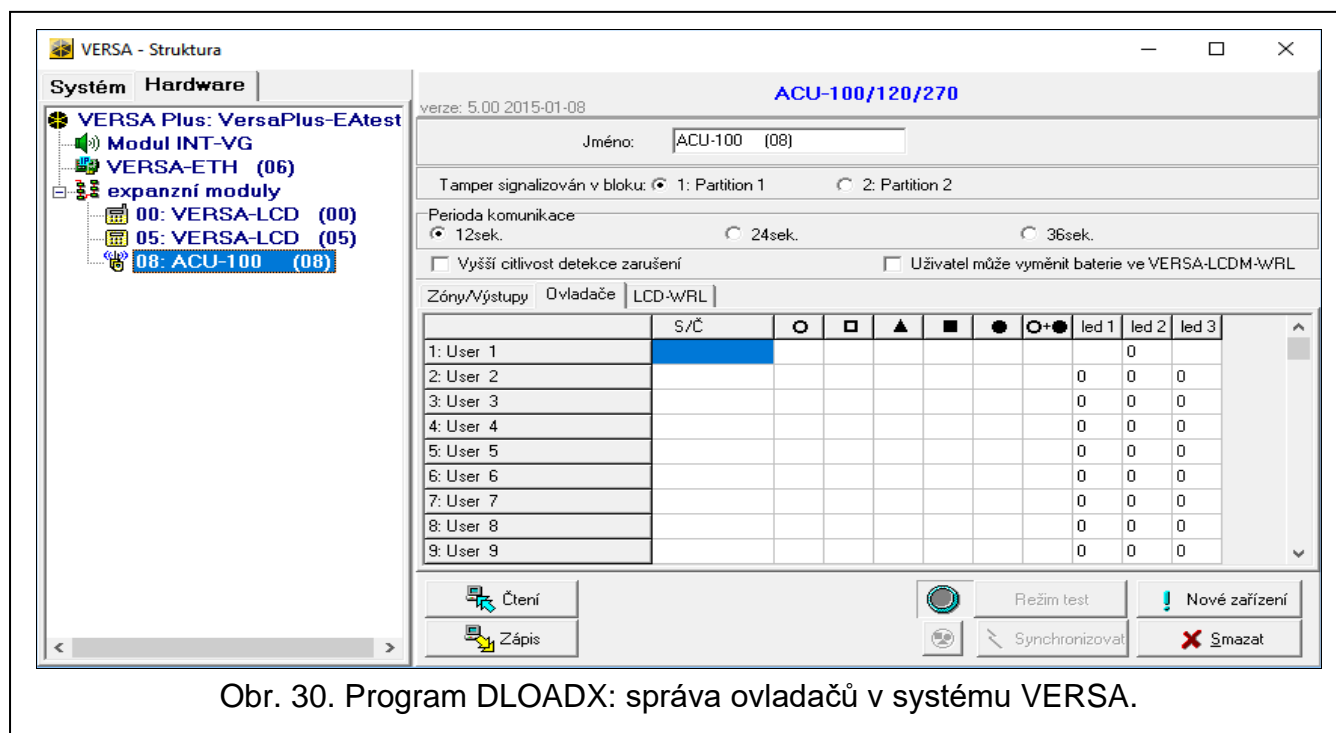 VERSA - Struktura
Systém Hardware
VERSA Plus: VersaPlus-EAtest
Modul INT-VG
VERSA-ETH (06)
expanzní moduly
00: VERSA-LCD (00)
05: VERSA-LCD (05)
08: ACU-100 (08)
ACU-100/120/270
verze: 5.00 2015-01-08
Jméno: ACU-100 (08)
Tamper signalizován v bloku: 1: Partition 1 2: Partition 2
Perioda komunikace
12sek. 24sek. 36sek.
Vyšší citlivost detekce zarušení Uživatel může vyměnit baterie ve VERSA-LCDM-WRL
Zóny/Výstupy Ovladače LCD-WRL
S/Č led 1 led 2 led 3
1: User 1 0
2: User 2 0 0 0
3: User 3 0 0 0
4: User 4 0 0 0
5: User 5 0 0 0
6: User 6 0 0 0
7: User 7 0 0 0
8: User 8 0 0 0
9: User 9 0 0 0
Čtení Režim test Nové zařízení
Zápis Synchronizovat Smazat
Obr. 30. Program DLOADX: správa ovladačů v systému VERSA.